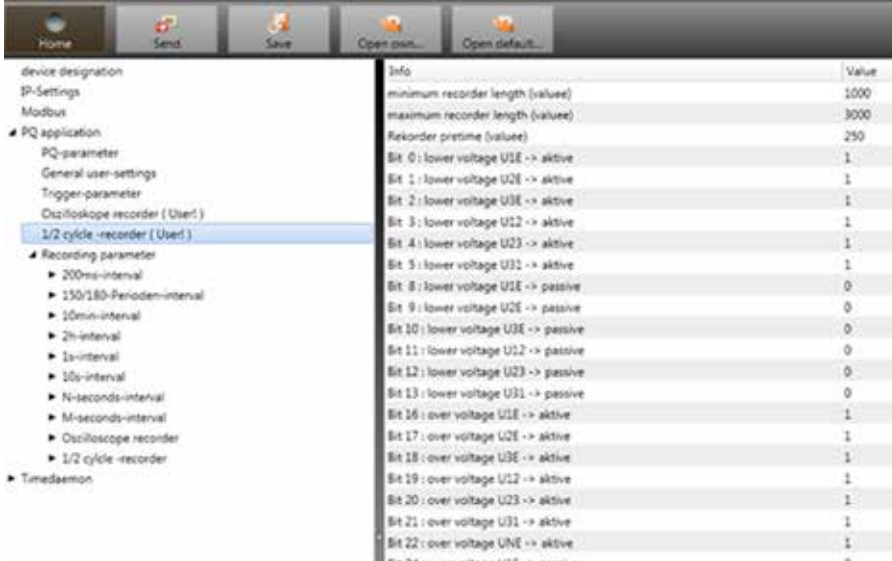 Home
Send
Save
Open own...
Open default...
device designation
IP-Settings
Modbus
PQ application
PQ-parameter
General user-settings
Trigger-parameter
Oszilloskope recorder ( User! )
1/2 cylcle -recorder ( User! )
Recording parameter
200ms-interval
150/180-Perioden-interval
10min-interval
2h-interval
1s-interval
10s-interval
N-seconds-interval
M-seconds-interval
Oscilloscope recorder
1/2 cylcle -recorder
Timedaemon
Info Value
minimum recorder length (valuee) 1000
maximum recorder length (valuee) 3000
Rekorder pretime (valuee) 250
Bit 0 : lower voltage U1E -> aktive 1
Bit 1 : lower voltage U2E -> aktive 1
Bit 2 : lower voltage U3E -> aktive 1
Bit 3 : lower voltage U12 -> aktive 1
Bit 4 : lower voltage U23 -> aktive 1
Bit 5 : lower voltage U31 -> aktive 1
Bit 8 : lower voltage U1E -> passive 0
Bit 9 : lower voltage U2E -> passive 0
Bit 10 : lower voltage U3E -> passive 0
Bit 11 : lower voltage U12 -> passive 0
Bit 12 : lower voltage U23 -> passive 0
Bit 13 : lower voltage U31 -> passive 0
Bit 16 : over voltage U1E -> aktive 1
Bit 17 : over voltage U2E -> aktive 1
Bit 18 : over voltage U3E -> aktive 1
Bit 19 : over voltage U12 -> aktive 1
Bit 20 : over voltage U23 -> aktive 1
Bit 21 : over voltage U31 -> aktive 1
Bit 22 : over voltage UNE -> aktive 1